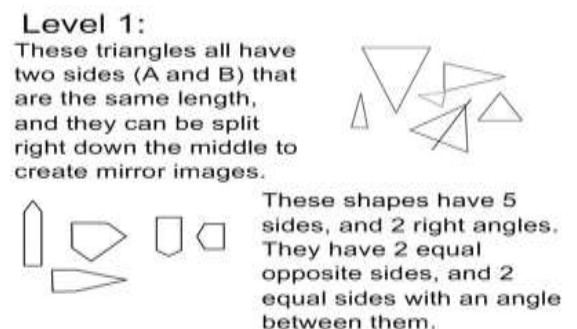 Level 1:
These triangles all have
two sides (A and B) that
are the same length,
and they can be split
right down the middle to
create mirror images.
These shapes have 5
sides, and 2 right angles.
They have 2 equal
opposite sides, and 2
equal sides with an angle
between them.